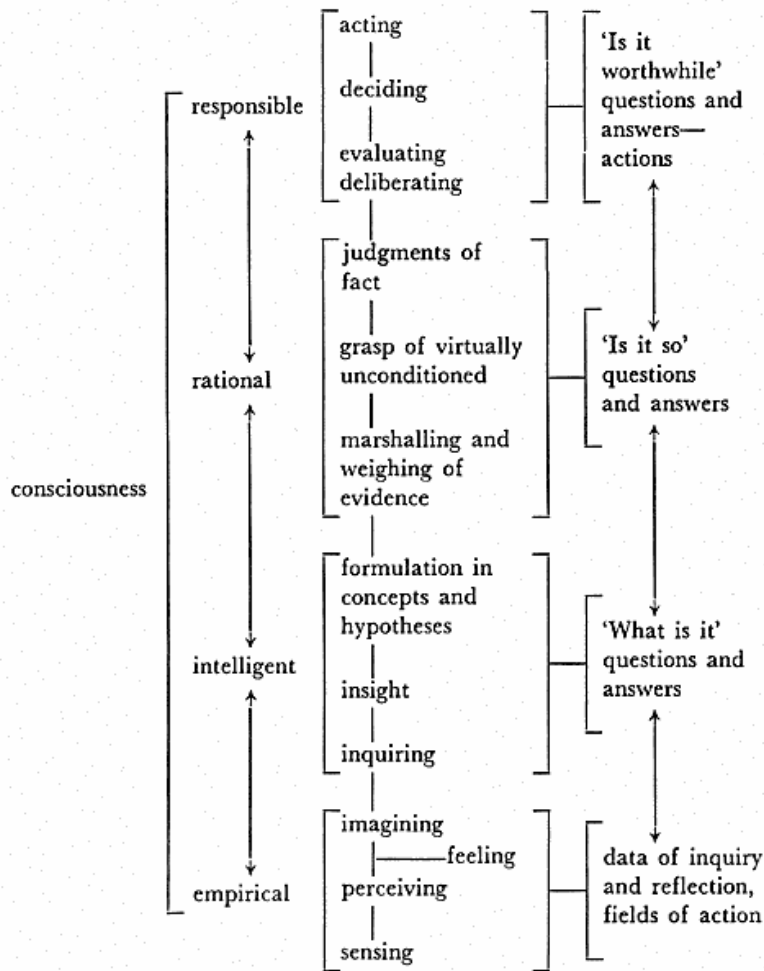 acting
deciding
evaluating
deliberating
'Is it
worthwhile'
questions and
answers—
actions
responsible
judgments of
fact
grasp of virtually
unconditioned
marshalling and
weighing of
evidence
'Is it so'
questions
and answers
rational
consciousness
formulation in
concepts and
hypotheses
insight
inquiring
'What is it'
questions and
answers
intelligent
imagining
feeling
perceiving
sensing
data of inquiry
and reflection,
fields of action
empirical